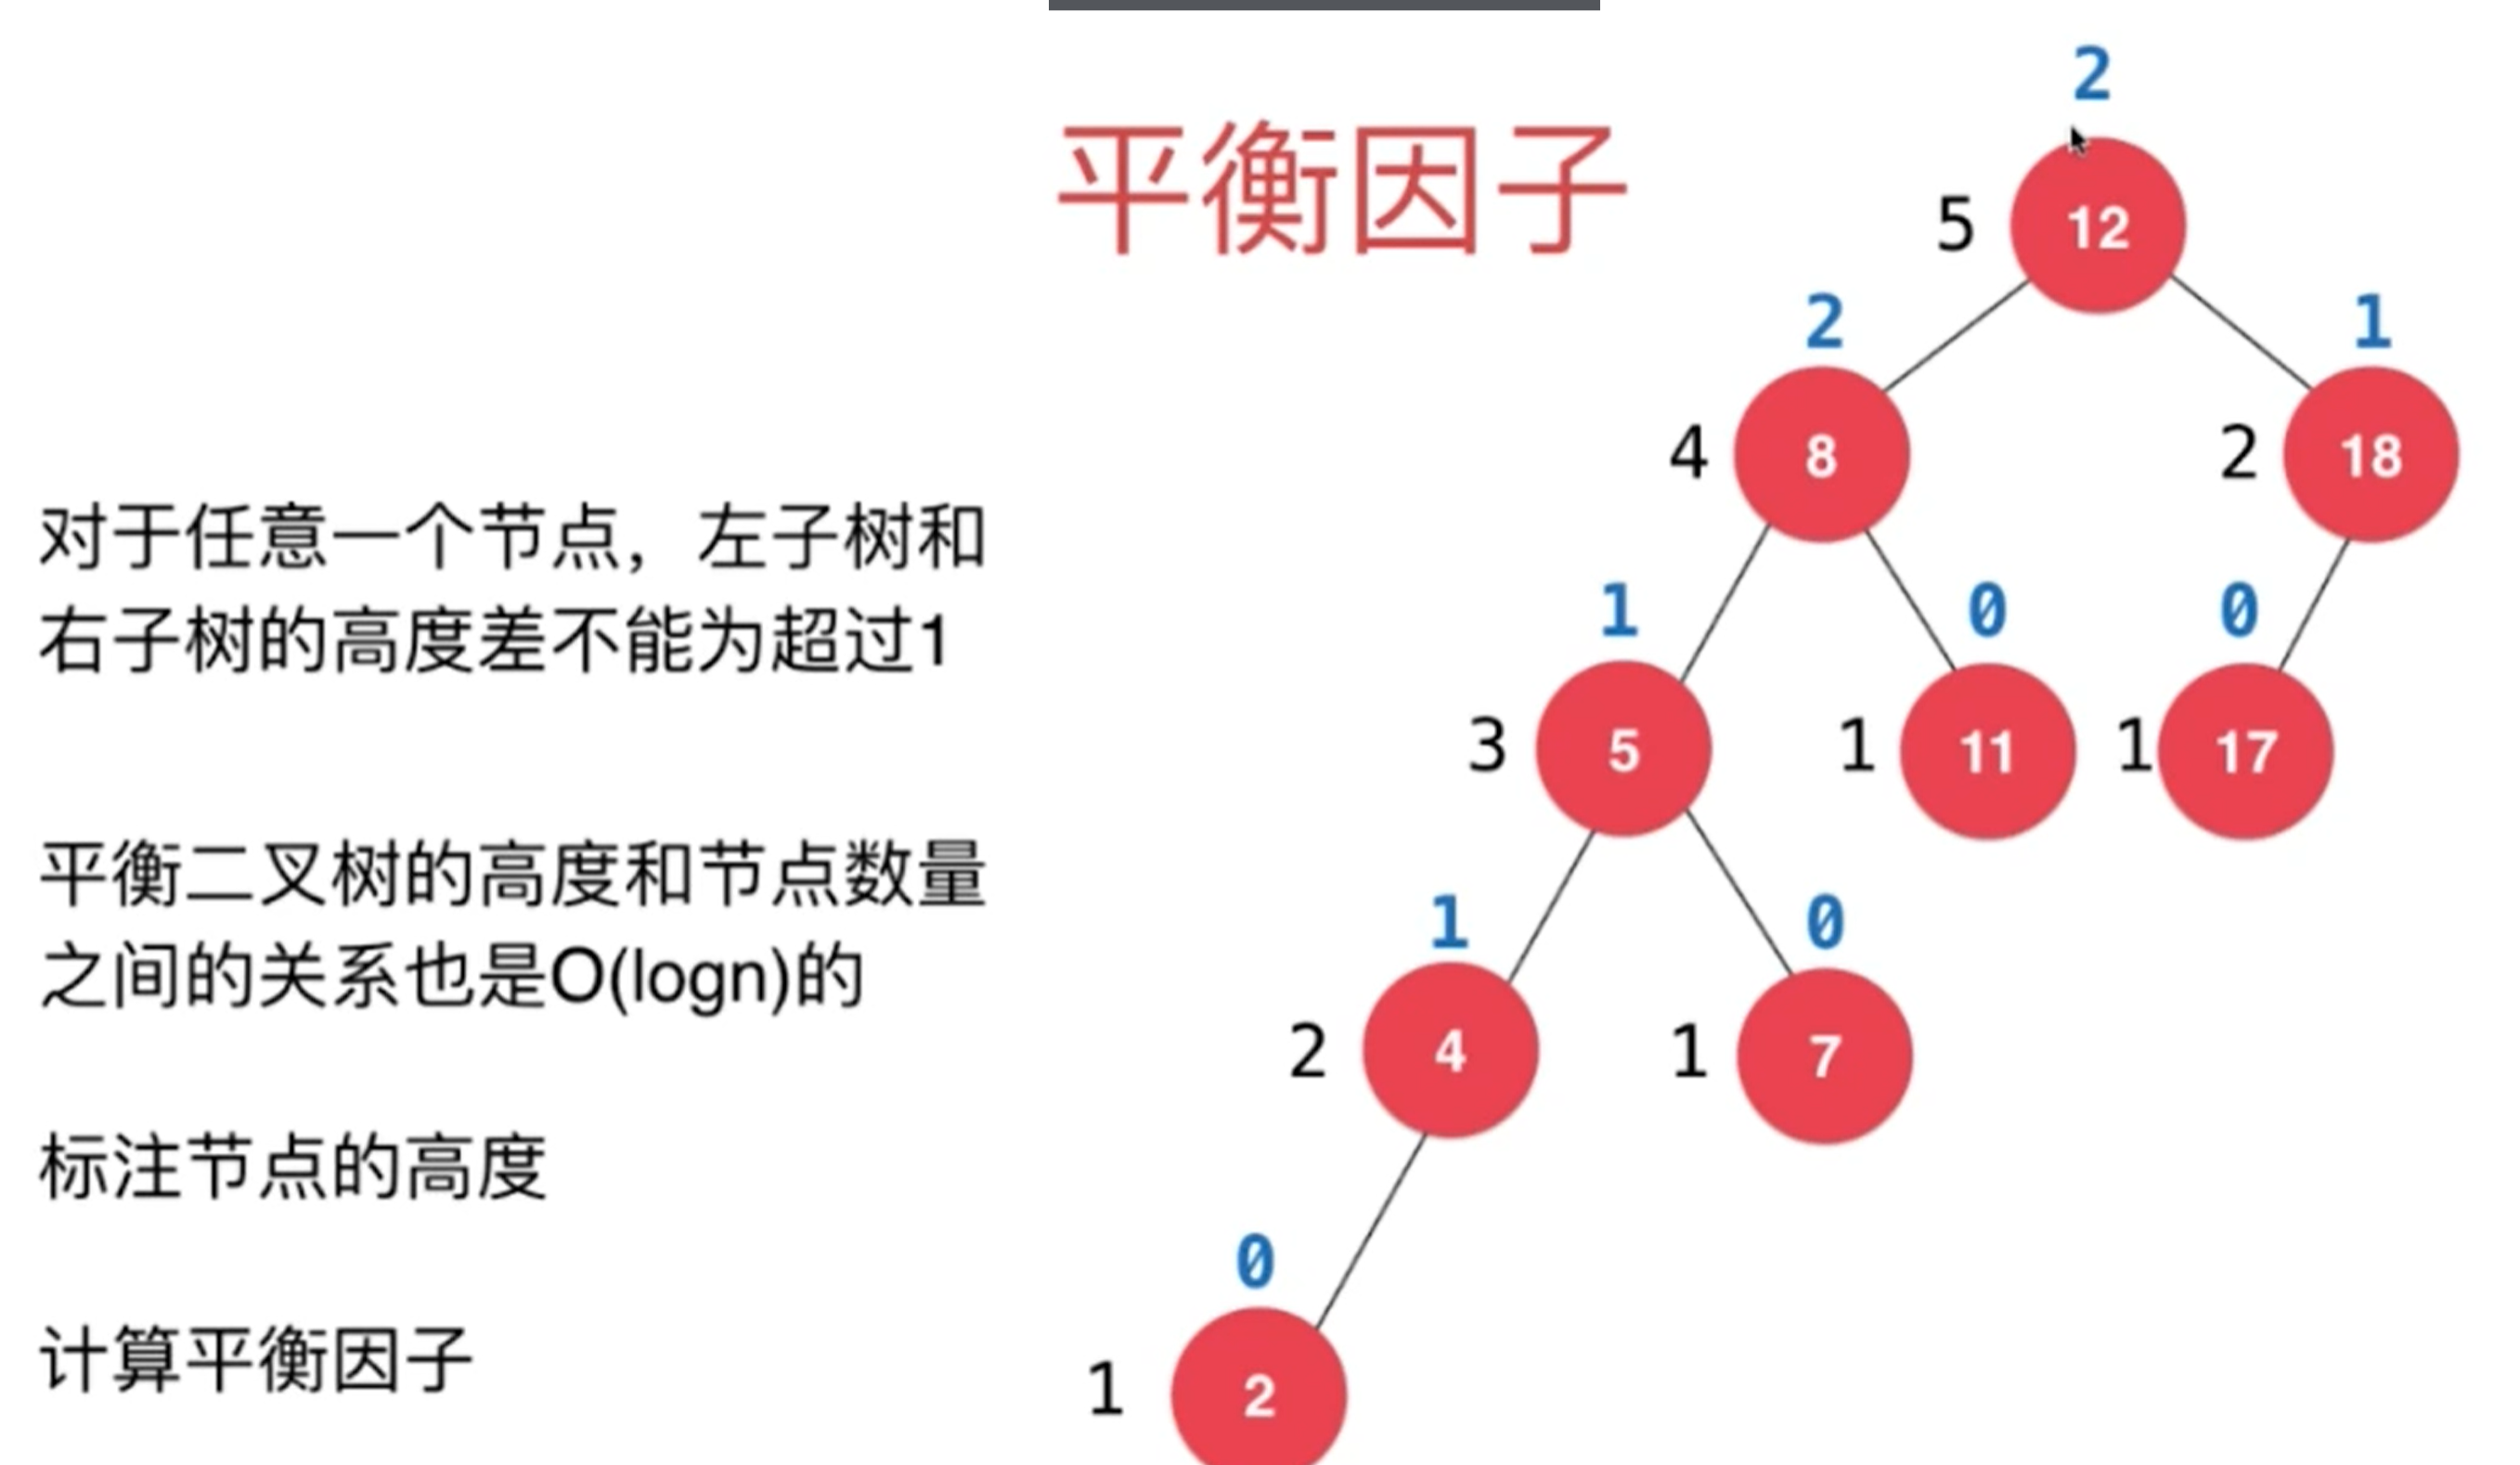 平衡因子
对于任意一个节点，左子树和
右子树的高度差不能为超过1
平衡二叉树的高度和节点数量
之间的关系也是O(logn)的
标注节点的高度
计算平衡因子
2
5 12
2 1
4 8 2 18
1 0 0
3 5 1 11 1 17
1 0
2 4 1 7
0
1 2